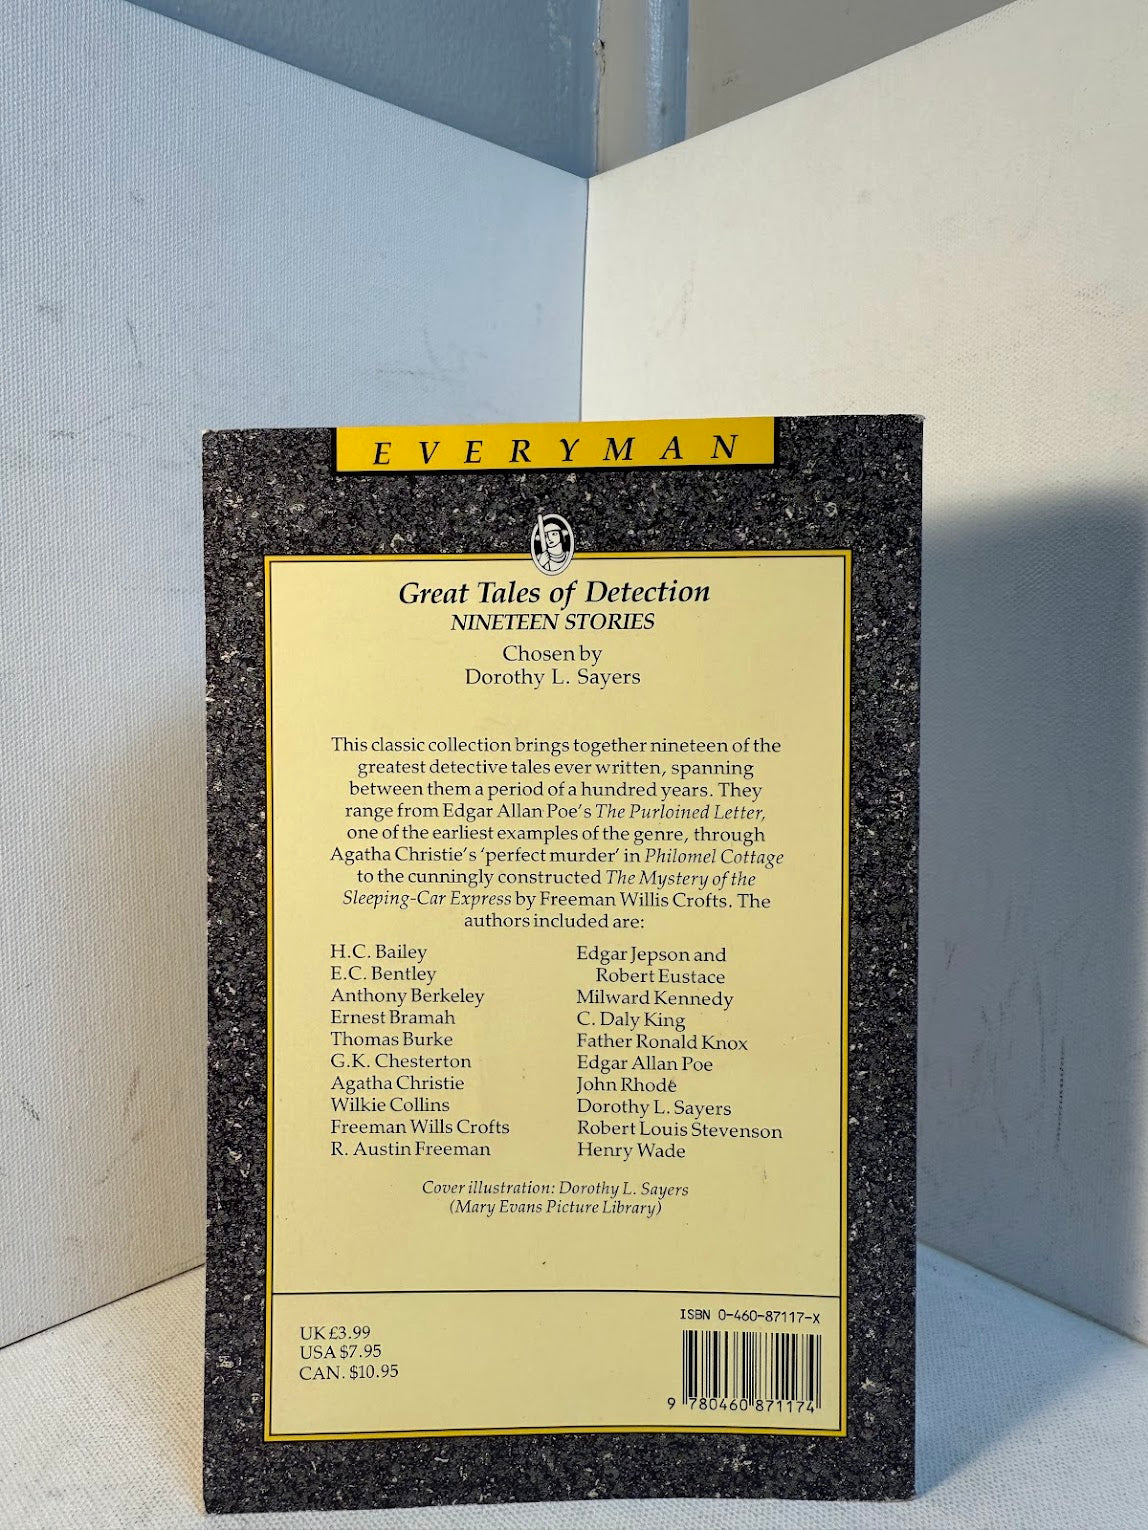 EVERYMAN
Great Tales of Detection
NINETEEN STORIES
Chosen by
Dorothy L. Sayers
This classic collection brings together nineteen of the
greatest detective tales ever written, spanning
between them a period of a hundred years. They
range from Edgar Allan Poe's The Purloined Letter,
one of the earliest examples of the genre, through
Agatha Christie's 'perfect murder' in Philomel Cottage
to the cunningly constructed The Mystery of the
Sleeping-Car Express by Freeman Willis Crofts. The
authors included are:
H.C. Bailey
E.C. Bentley
Anthony Berkeley
Ernest Bramah
Thomas Burke
G.K. Chesterton
Agatha Christie
Wilkie Collins
Freeman Wills Crofts
R. Austin Freeman
Edgar Jepson and
Robert Eustace
Milward Kennedy
C. Daly King
Father Ronald Knox
Edgar Allan Poe
John Rhode
Dorothy L. Sayers
Robert Louis Stevenson
Henry Wade
Cover illustration: Dorothy L. Sayers
(Mary Evans Picture Library)
UK £3.99
USA $7.95
CAN. $10.95
ISBN 0-460-87117-X
9 780460 871174